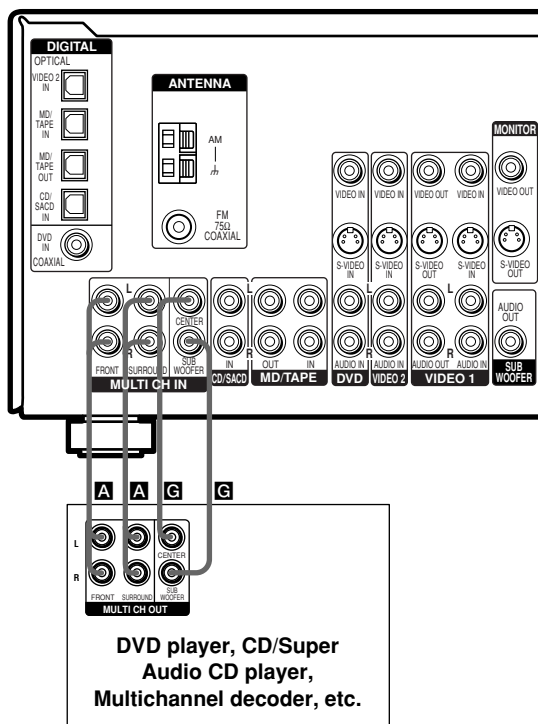 DIGITAL
OPTICAL
VIDEO 2
IN
MD/
TAPE
IN
MD/
TAPE
OUT
CD/
SACD
IN
DVD
IN
COAXIAL
ANTENNA
AM
FM
75Ω
COAXIAL
L
R
FRONT
SURROUND
CENTER
SUB
WOOFER
MULTI CH IN
L
R
IN
CD/SACD
OUT
IN
MD/TAPE
VIDEO IN
S-VIDEO
IN
AUDIO IN
DVD
L
R
VIDEO IN
S-VIDEO
IN
AUDIO IN
VIDEO 2
VIDEO OUT
VIDEO IN
S-VIDEO
OUT
S-VIDEO
IN
L
R
AUDIO OUT
AUDIO IN
VIDEO 1
MONITOR
VIDEO OUT
S-VIDEO
OUT
AUDIO
OUT
SUB
WOOFER
A
A
G
G
L
R
CENTER
FRONT
SURROUND
SUB
WOOFER
MULTI CH OUT
DVD player, CD/Super
Audio CD player,
Multichannel decoder, etc.